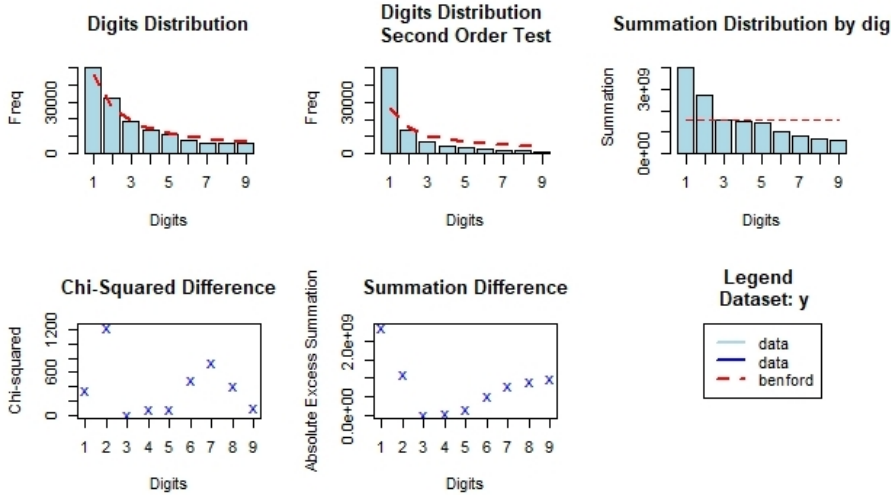 Digits Distribution
Freq
0
30000
1
3
5
7
9
Digits
Digits Distribution
Second Order Test
Freq
0
30000
1
3
5
7
9
Digits
Summation Distribution by dig
Summation
0e+00
3e+09
1
3
5
7
9
Digits
Chi-Squared Difference
Chi-squared
0
600
1200
x x x x x x x x x
1 2 3 4 5 6 7 8 9
Digits
Summation Difference
Absolute Excess Summation
0.0e+00
2.0e+09
x x x x x x x x x
1 2 3 4 5 6 7 8 9
Digits
Legend
Dataset: y
data
data
benford